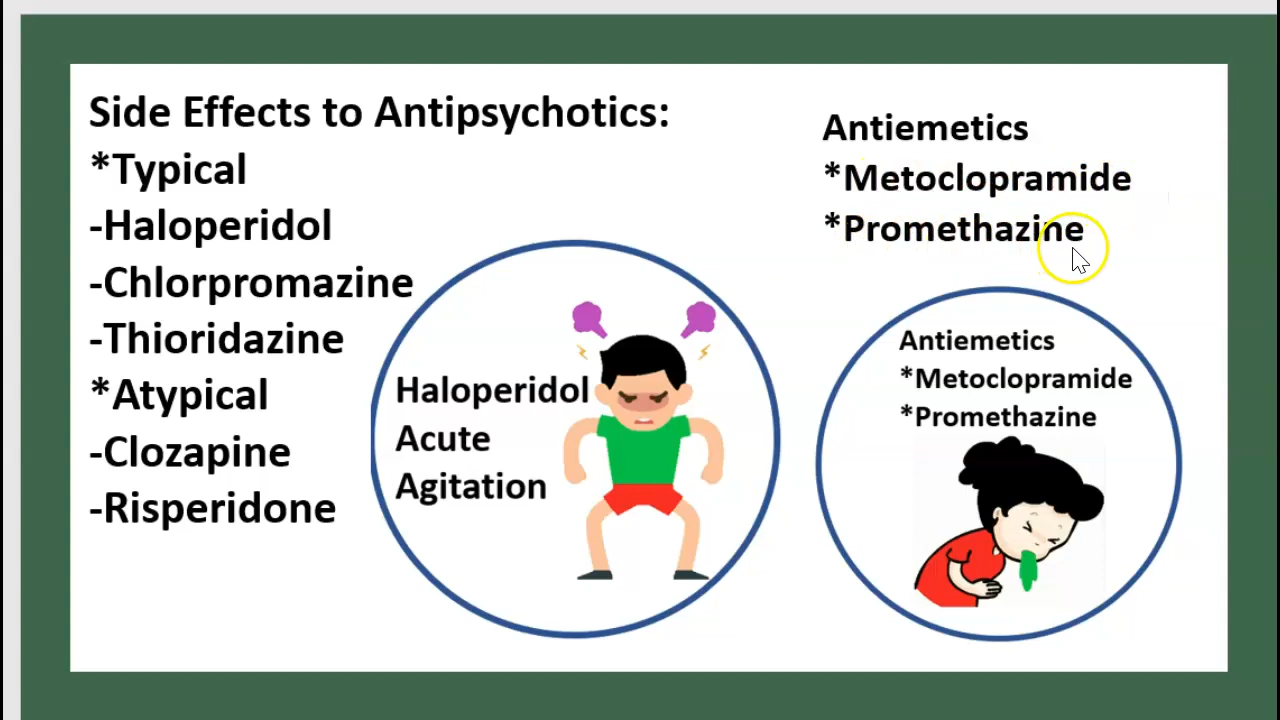 Side Effects to Antipsychotics:
*Typical
-Haloperidol
-Chlorpromazine
-Thioridazine
*Atypical
-Clozapine
-Risperidone
Haloperidol
Acute
Agitation
Antiemetics
*Metoclopramide
*Promethazine
Antiemetics
*Metoclopramide
*Promethazine